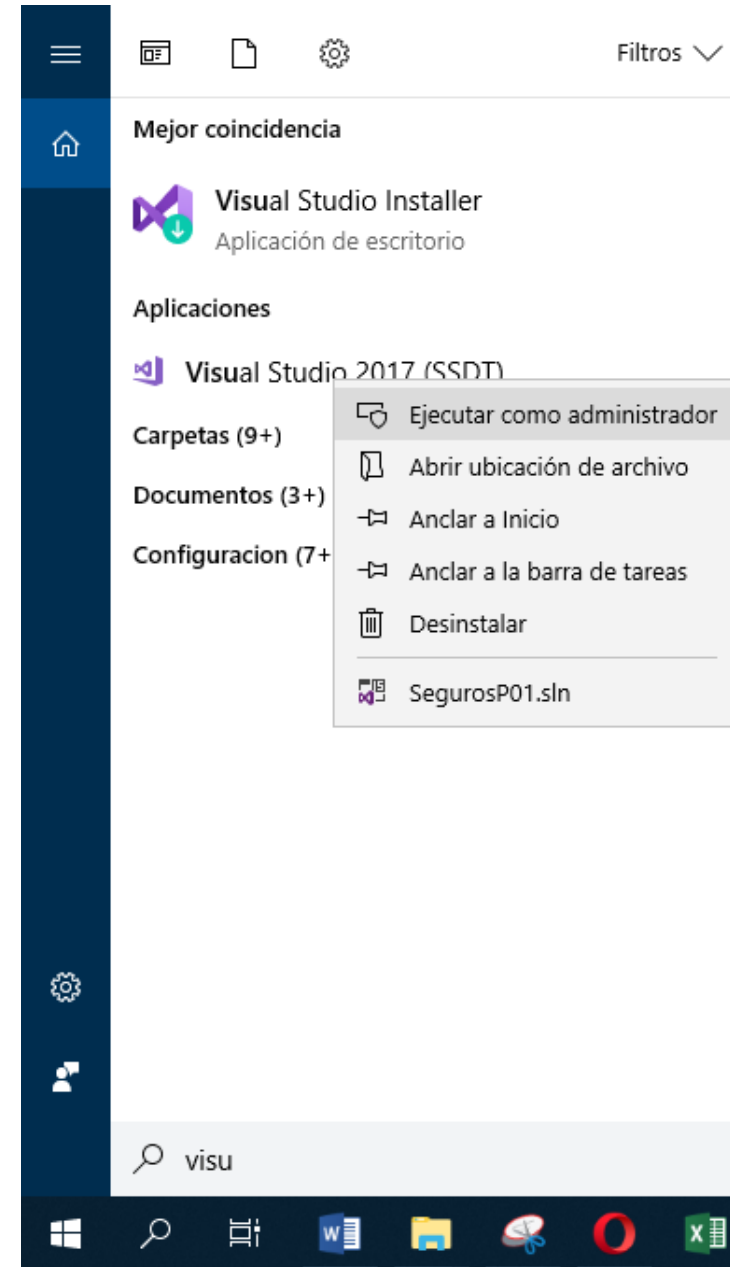 Filtros
Mejor coincidencia
Visual Studio Installer
Aplicación de escritorio
Aplicaciones
Visual Studio 2017 (SSDT)
Ejecutar como administrador
Carpetas (9+)
Abrir ubicación de archivo
Documentos (3+)
Anclar a Inicio
Configuracion (7+
Anclar a la barra de tareas
Desinstalar
SegurosP01.sln
visu